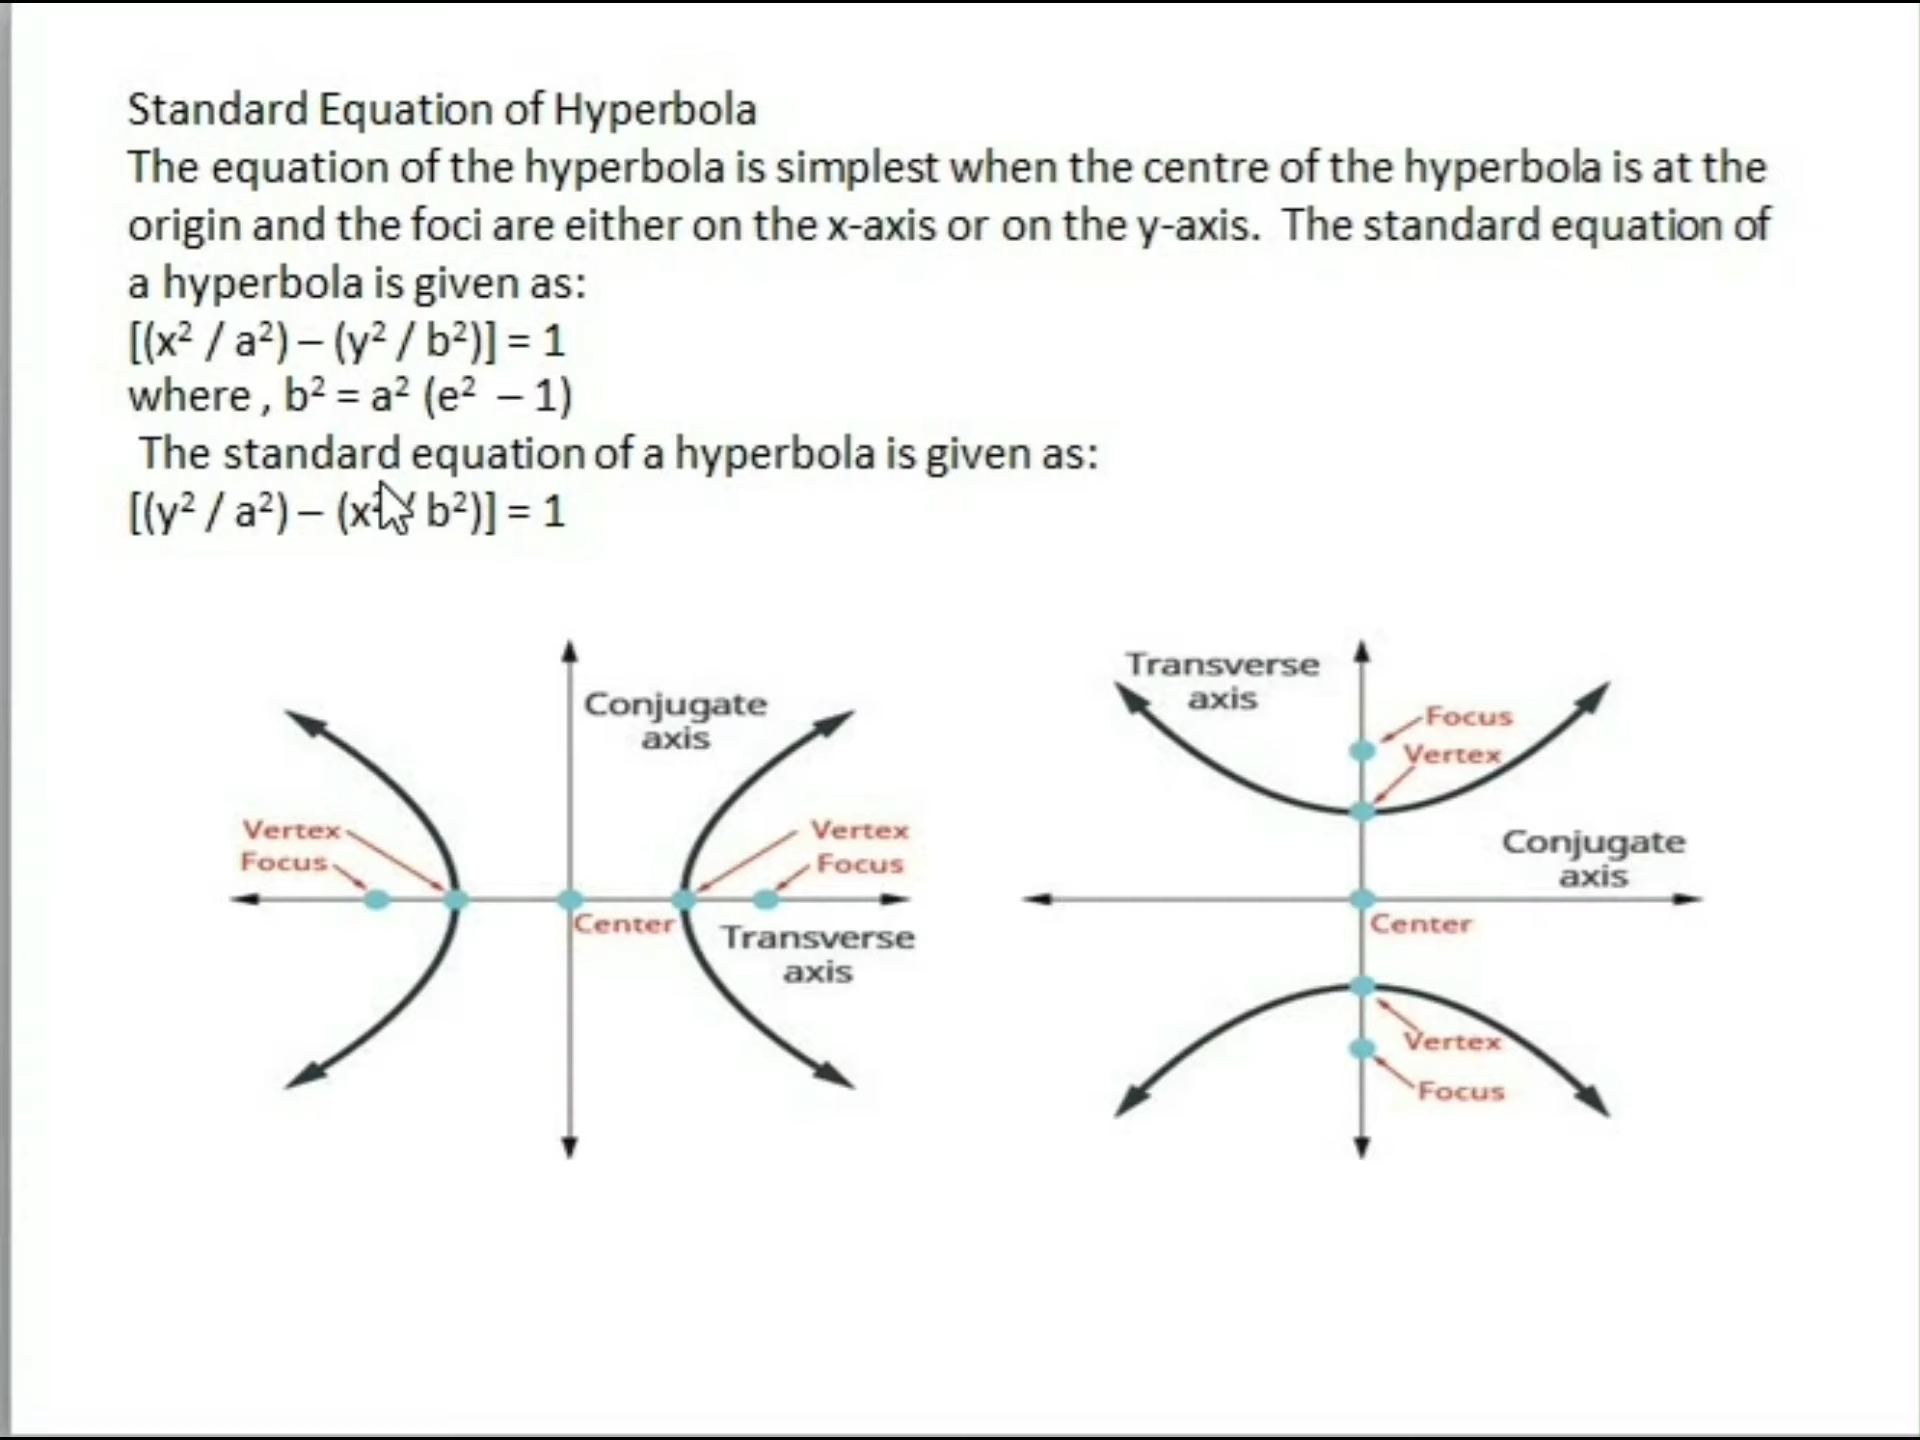 Standard Equation of Hyperbola
The equation of the hyperbola is simplest when the centre of the hyperbola is at the
origin and the foci are either on the x-axis or on the y-axis. The standard equation of
a hyperbola is given as:
[(x² / a²) – (y² / b²)] = 1
where , b² = a² (e² – 1)
The standard equation of a hyperbola is given as:
[(y² / a²) – (x b²)] = 1
Conjugate
axis
Vertex
Focus
Vertex
Focus
Center
Transverse
axis
Transverse
axis
Focus
Vertex
Conjugate
axis
Center
Vertex
Focus